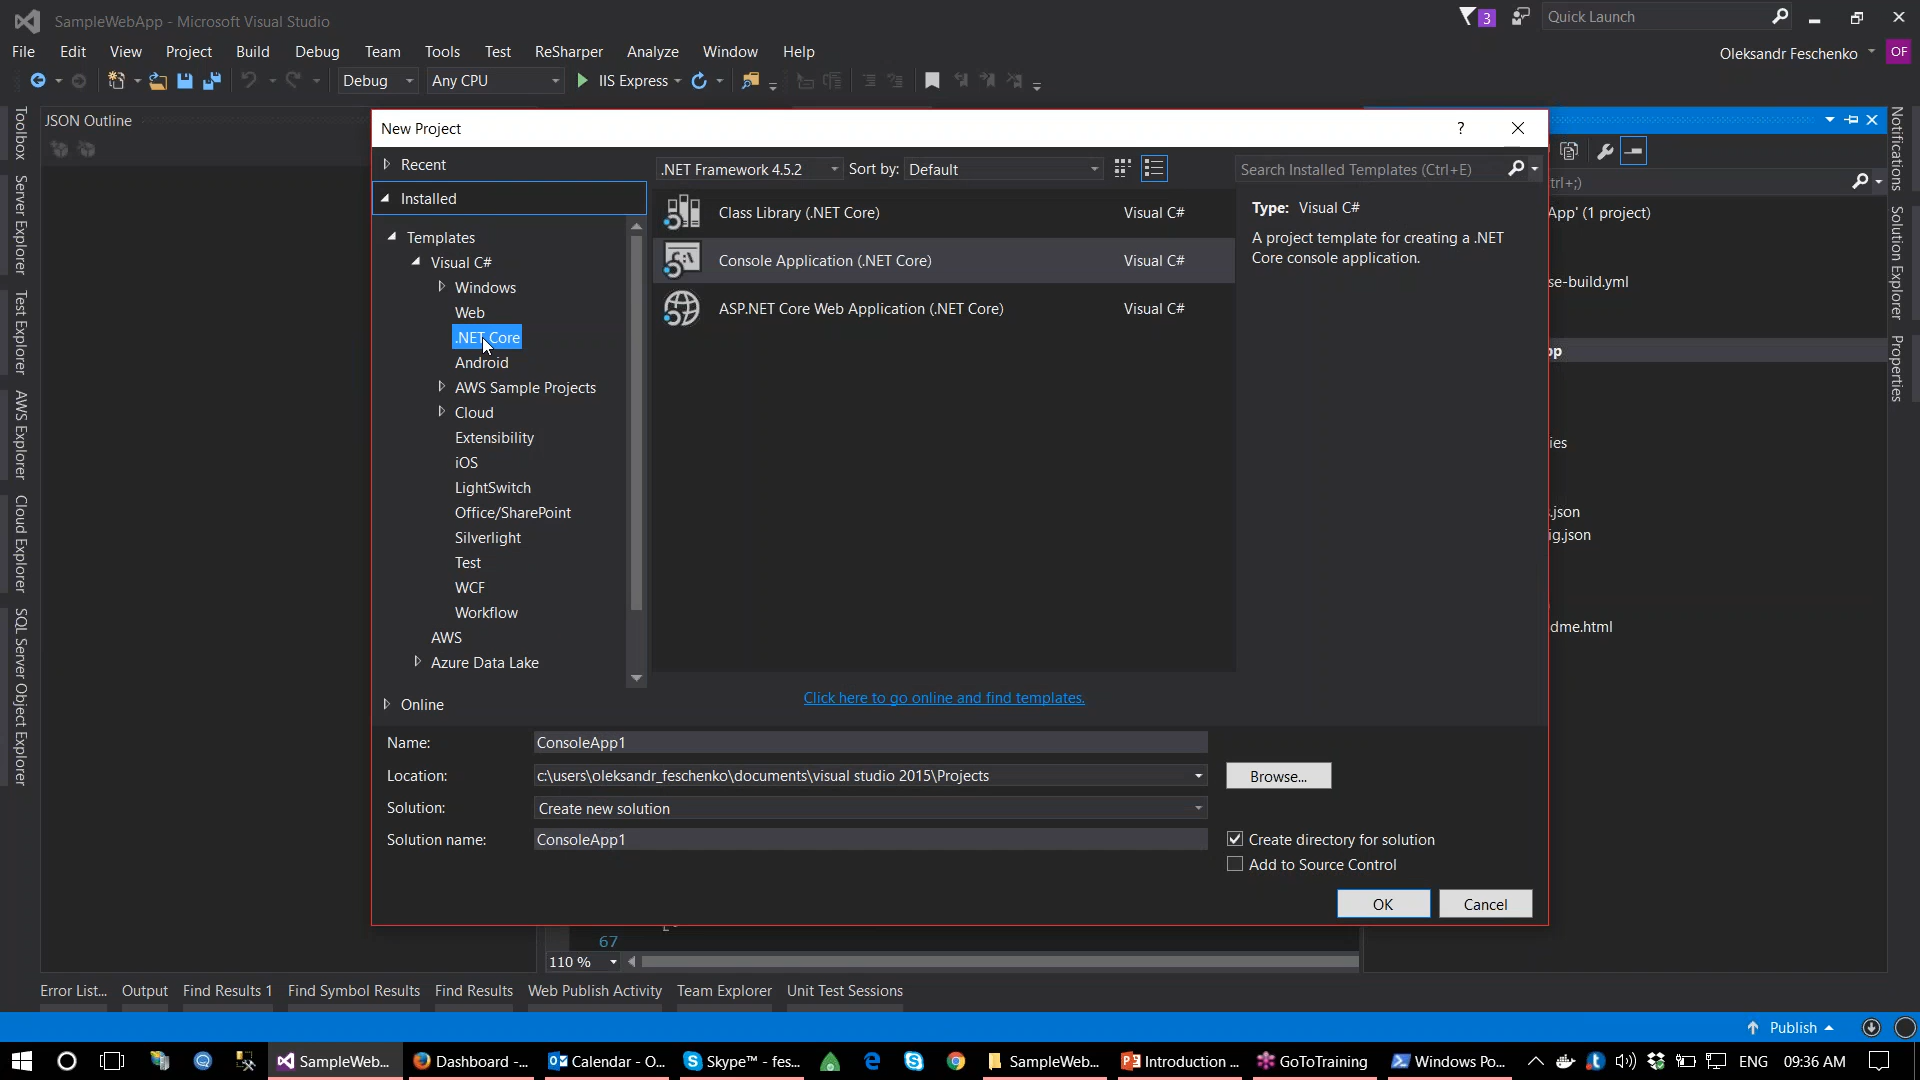 SampleWebApp - Microsoft Visual Studio
3
Quick Launch
File Edit View Project Build Debug Team Tools Test ReSharper Analyze Window Help
Oleksandr Feschenko
OF
Debug
Any CPU
IIS Express
Toolbox
Server Explorer
Test Explorer
AWS Explorer
Cloud Explorer
SQL Server Object Explorer
JSON Outline
New Project
?
Recent
Installed
.NET Framework 4.5.2
Sort by: Default
Search Installed Templates (Ctrl+E)
Templates
Visual C#
Windows
Web
.NET Core
Android
AWS Sample Projects
Cloud
Extensibility
iOS
LightSwitch
Office/SharePoint
Silverlight
Test
WCF
Workflow
AWS
Azure Data Lake
Online
Class Library (.NET Core) Visual C#
Console Application (.NET Core) Visual C#
ASP.NET Core Web Application (.NET Core) Visual C#
Type: Visual C#
A project template for creating a .NET
Core console application.
Click here to go online and find templates.
Name: ConsoleApp1
Location: c:\users\oleksandr_feschenko\documents\visual studio 2015\Projects
Browse...
Solution: Create new solution
Solution name: ConsoleApp1
Create directory for solution
Add to Source Control
OK
Cancel
trl+;)
App' (1 project)
se-build.yml
pp
ies
.json
ig.json
dme.html
Notifications
Solution Explorer
Properties
67
110 %
Error List... Output Find Results 1 Find Symbol Results Find Results Web Publish Activity Team Explorer Unit Test Sessions
Publish
SampleWeb...
Dashboard -...
Calendar - O...
Skype™ - fes...
SampleWeb...
Introduction ...
GoToTraining
Windows Po...
ENG
09:36 AM